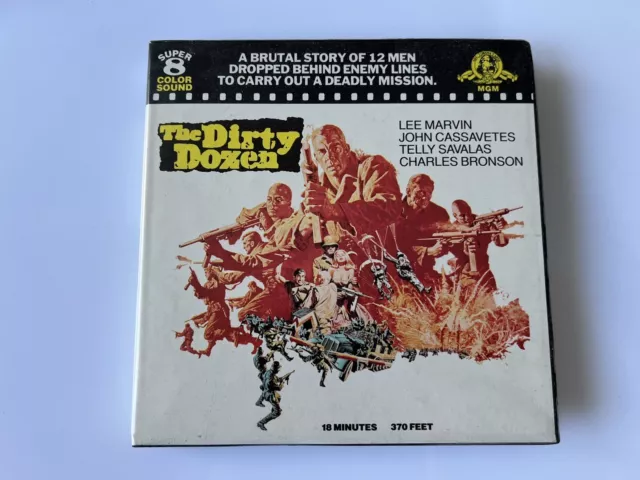 SUPER
8
COLOR
SOUND
A BRUTAL STORY OF 12 MEN
DROPPED BEHIND ENEMY LINES
TO CARRY OUT A DEADLY MISSION.
MGM
The Dirty
Dozen
LEE MARVIN
JOHN CASSAVETES
TELLY SAVALAS
CHARLES BRONSON
18 MINUTES 370 FEET